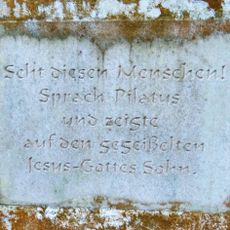 Seht diesen Menschen!
Sprach Pilatus
und zeigte
auf den gegeißelten
Jesus-Gottes Sohn.